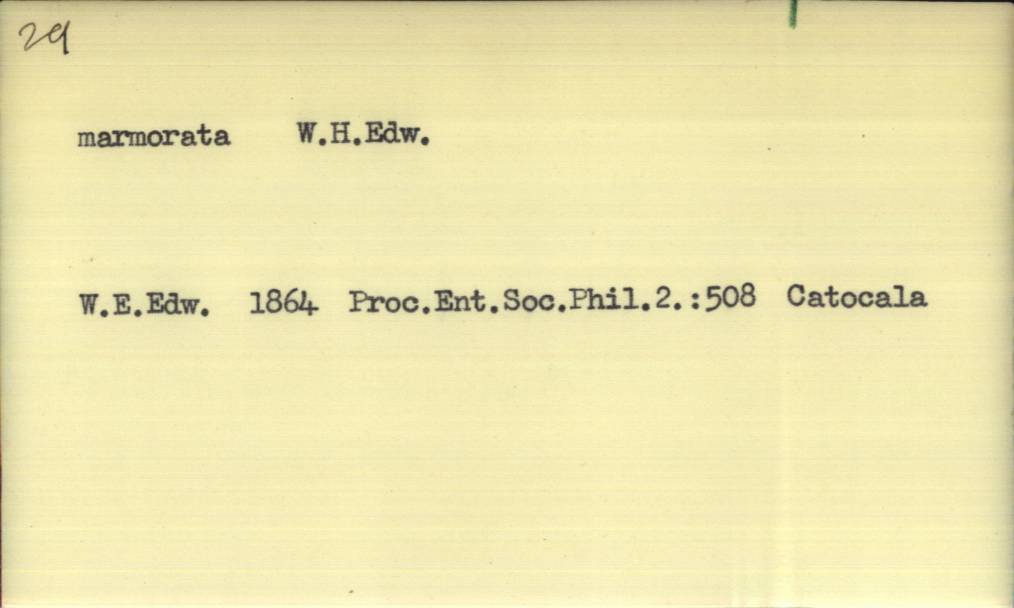 29
marmorata W.H.Edw.
W.E.Edw. 1864 Proc.Ent.Soc.Phil.2.:508 Catocala